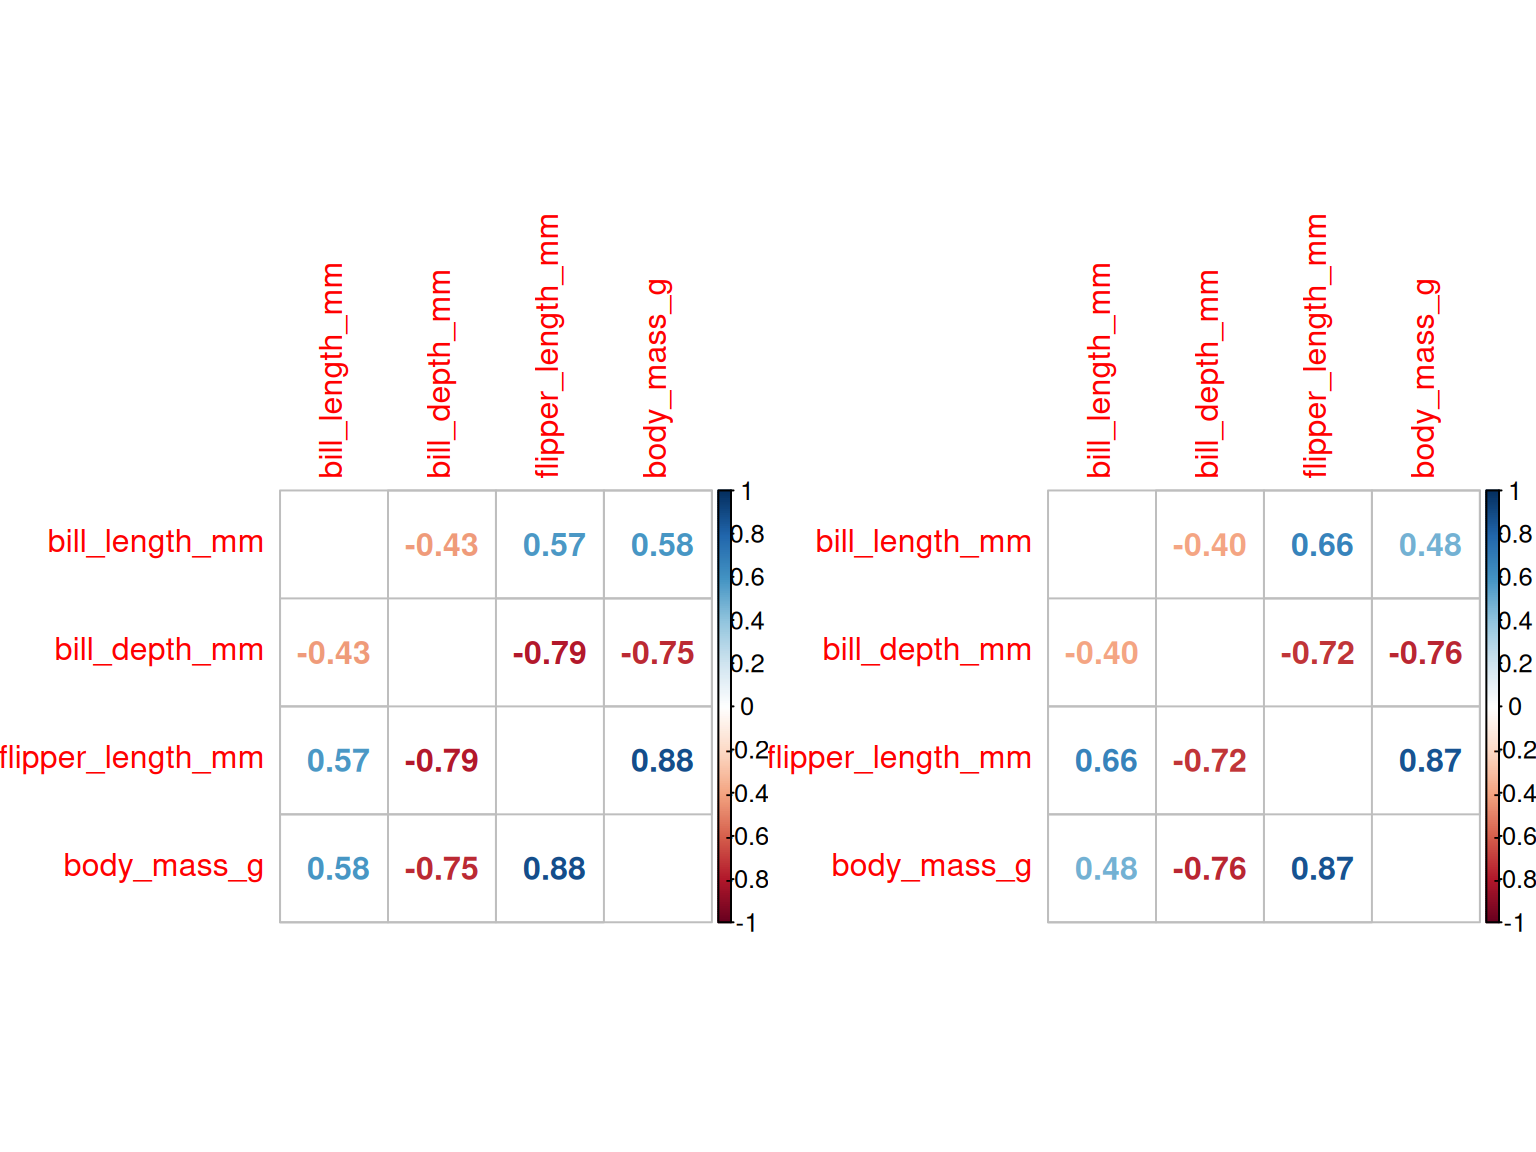 bill_length_mm bill_depth_mm flipper_length_mm body_mass_g
bill_length_mm -0.43 0.57 0.58
bill_depth_mm -0.43 -0.79 -0.75
flipper_length_mm 0.57 -0.79 0.88
body_mass_g 0.58 -0.75 0.88
1
0.8
0.6
0.4
0.2
0
-0.2
-0.4
-0.6
-0.8
-1
bill_length_mm bill_depth_mm flipper_length_mm body_mass_g
bill_length_mm -0.40 0.66 0.48
bill_depth_mm -0.40 -0.72 -0.76
flipper_length_mm 0.66 -0.72 0.87
body_mass_g 0.48 -0.76 0.87
1
0.8
0.6
0.4
0.2
0
-0.2
-0.4
-0.6
-0.8
-1